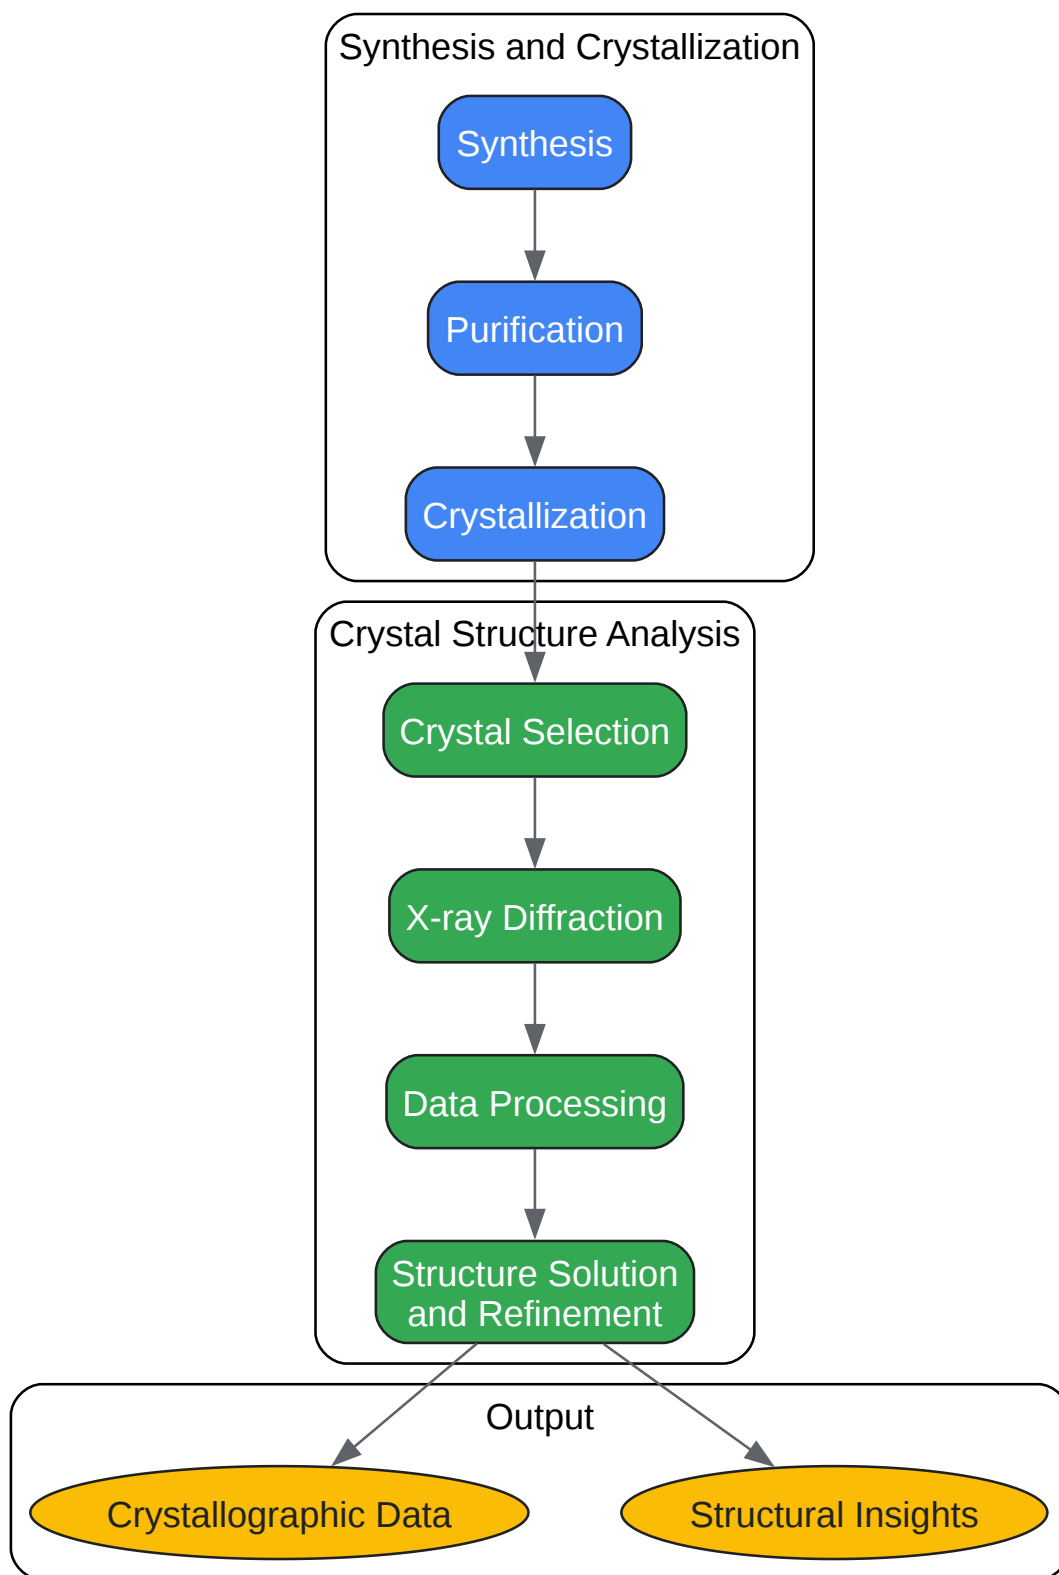 Synthesis and Crystallization
Synthesis
Purification
Crystallization
Crystal Structure Analysis
Crystal Selection
X-ray Diffraction
Data Processing
Structure Solution
and Refinement
Output
Crystallographic Data
Structural Insights